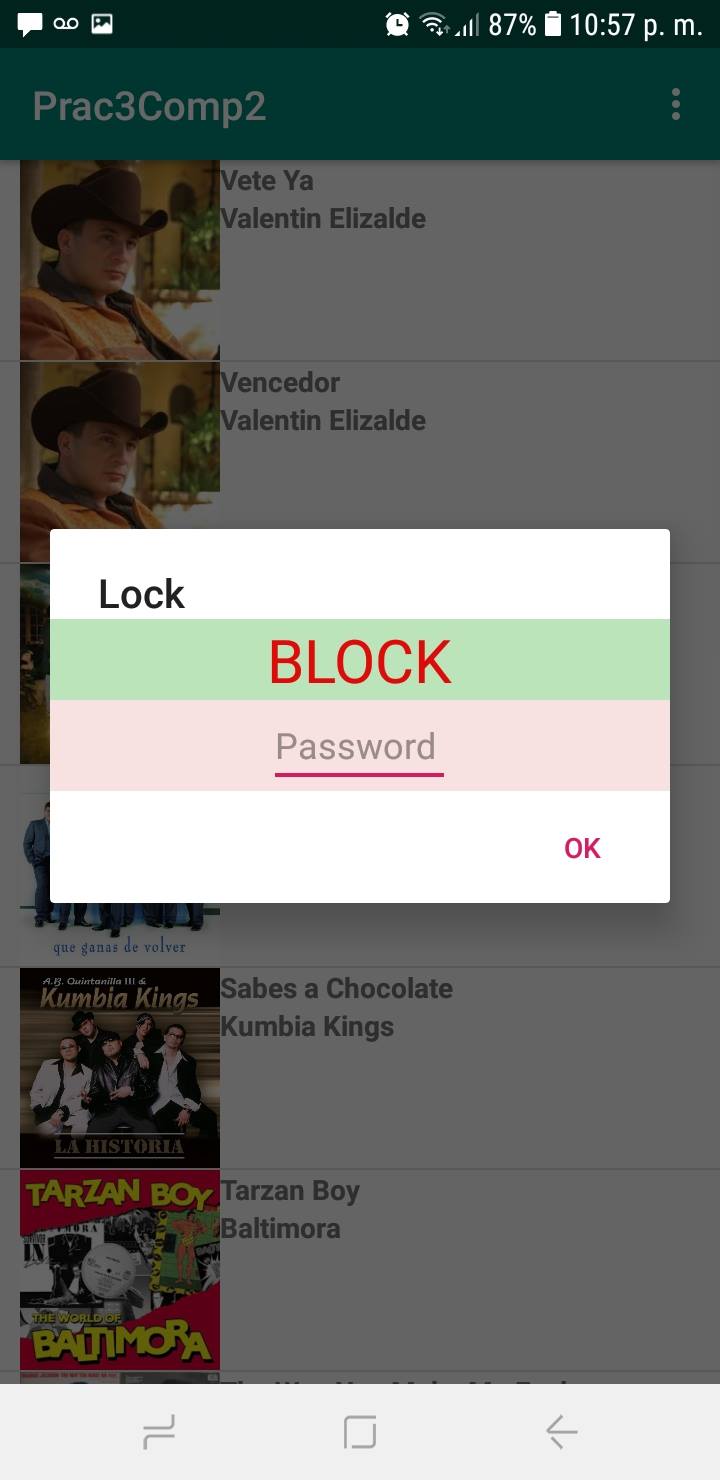 87% 10:57 p. m.
Prac3Comp2
Vete Ya
Valentin Elizalde
Vencedor
Valentin Elizalde
Lock
BLOCK
Password
OK
que ganas de volver
A.B. Quintanilla III &
Kumbia Kings
LA HISTORIA
Sabes a Chocolate
Kumbia Kings
TARZAN BOY
THE WORLD OF
BALTIMORA
Tarzan Boy
Baltimora